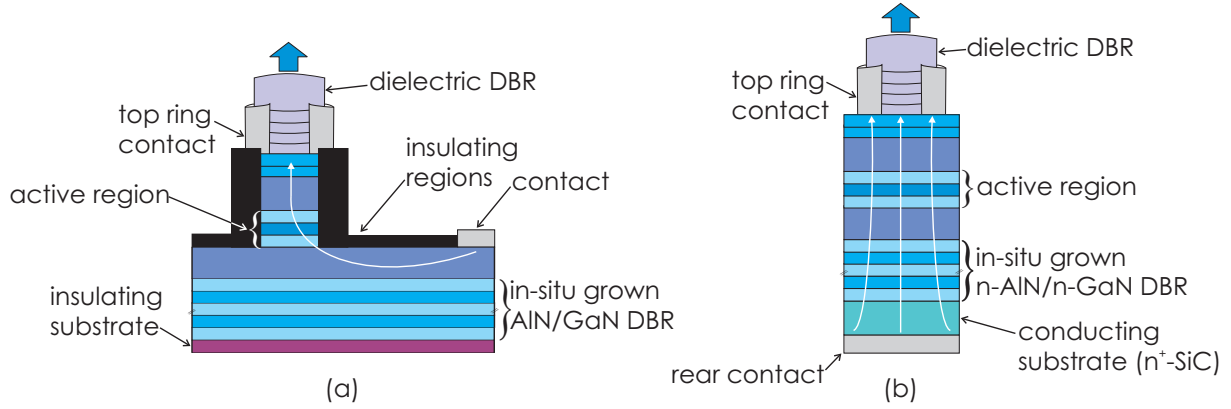 dielectric DBR
top ring
contact
insulating
regions
contact
active region
insulating
substrate
in-situ grown
AlN/GaN DBR
(a)
dielectric DBR
top ring
contact
active region
in-situ grown
n-AlN/n-GaN DBR
conducting
substrate (n⁺-SiC)
rear contact
(b)